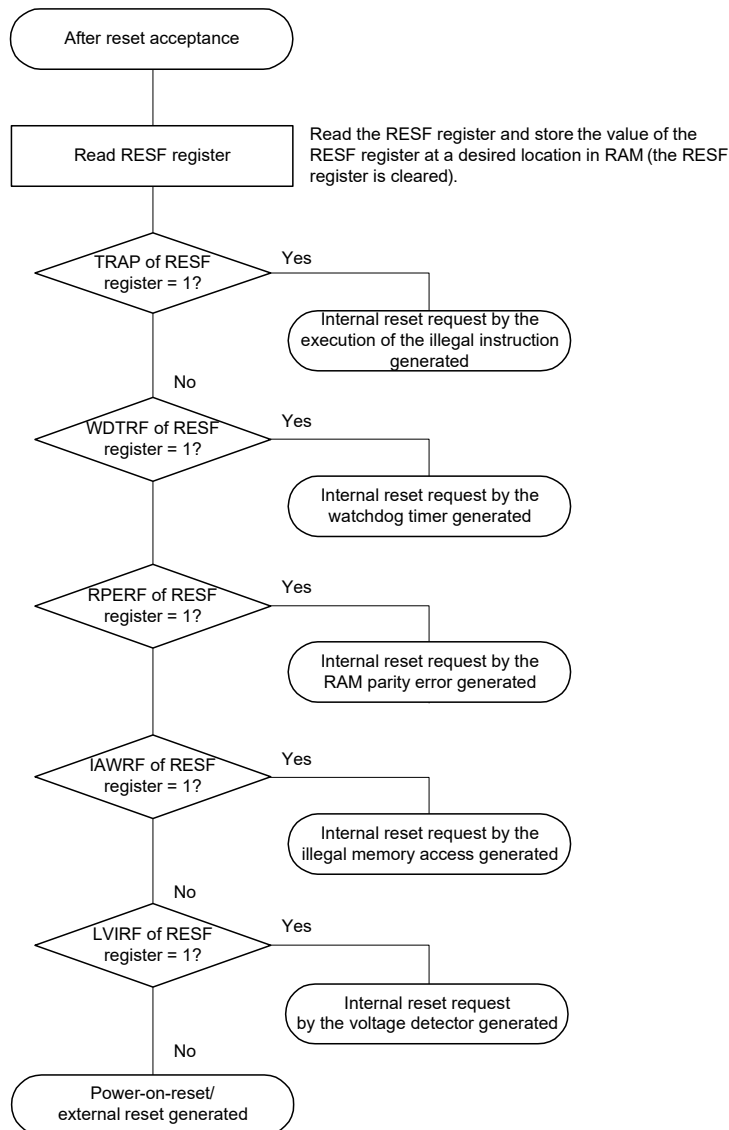 After reset acceptance
Read RESF register
Read the RESF register and store the value of the
RESF register at a desired location in RAM (the RESF
register is cleared).
TRAP of RESF
register = 1?
Yes
Internal reset request by the
execution of the illegal instruction
generated
No
WDTRF of RESF
register = 1?
Yes
Internal reset request by the
watchdog timer generated
RPERF of RESF
register = 1?
Yes
Internal reset request by the
RAM parity error generated
IAWRF of RESF
register = 1?
Yes
Internal reset request by the
illegal memory access generated
No
LVIRF of RESF
register = 1?
Yes
Internal reset request
by the voltage detector generated
No
Power-on-reset/
external reset generated